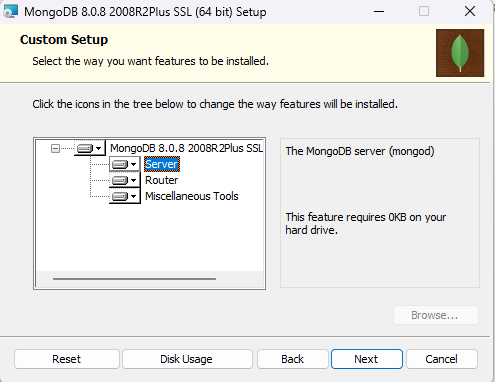 MongoDB 8.0.8 2008R2Plus SSL (64 bit) Setup
Custom Setup
Select the way you want features to be installed.
Click the icons in the tree below to change the way features will be installed.
MongoDB 8.0.8 2008R2Plus SSL
Server
Router
Miscellaneous Tools
The MongoDB server (mongod)
This feature requires 0KB on your
hard drive.
Browse...
Reset
Disk Usage
Back
Next
Cancel